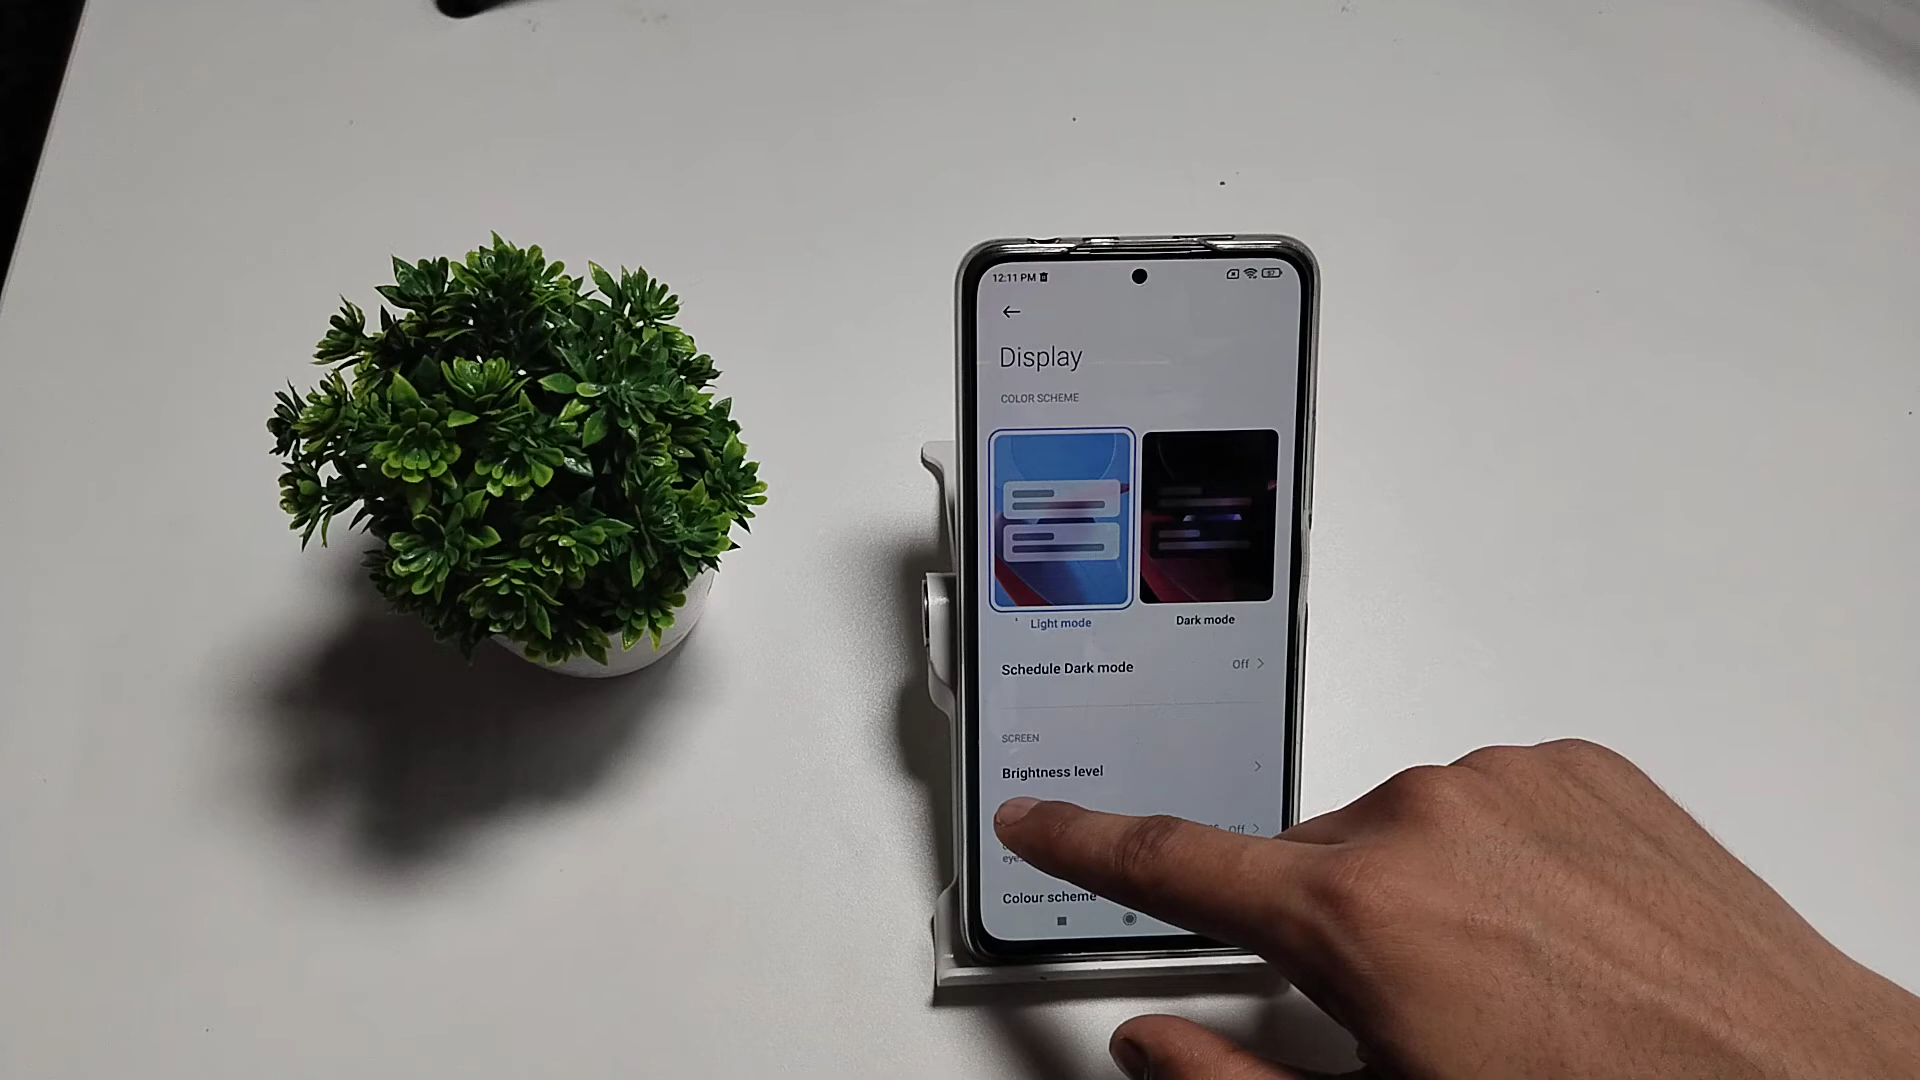 12:11 PM
Display
COLOR SCHEME
Light mode
Dark mode
Schedule Dark mode
Off
SCREEN
Brightness level
Off
Colour scheme